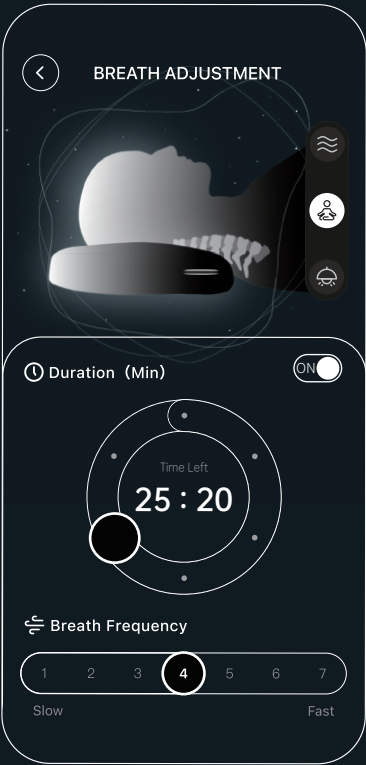 BREATH ADJUSTMENT
Duration（Min） ON
Time Left
25 : 20
Breath Frequency
1 2 3 4 5 6 7
Slow Fast